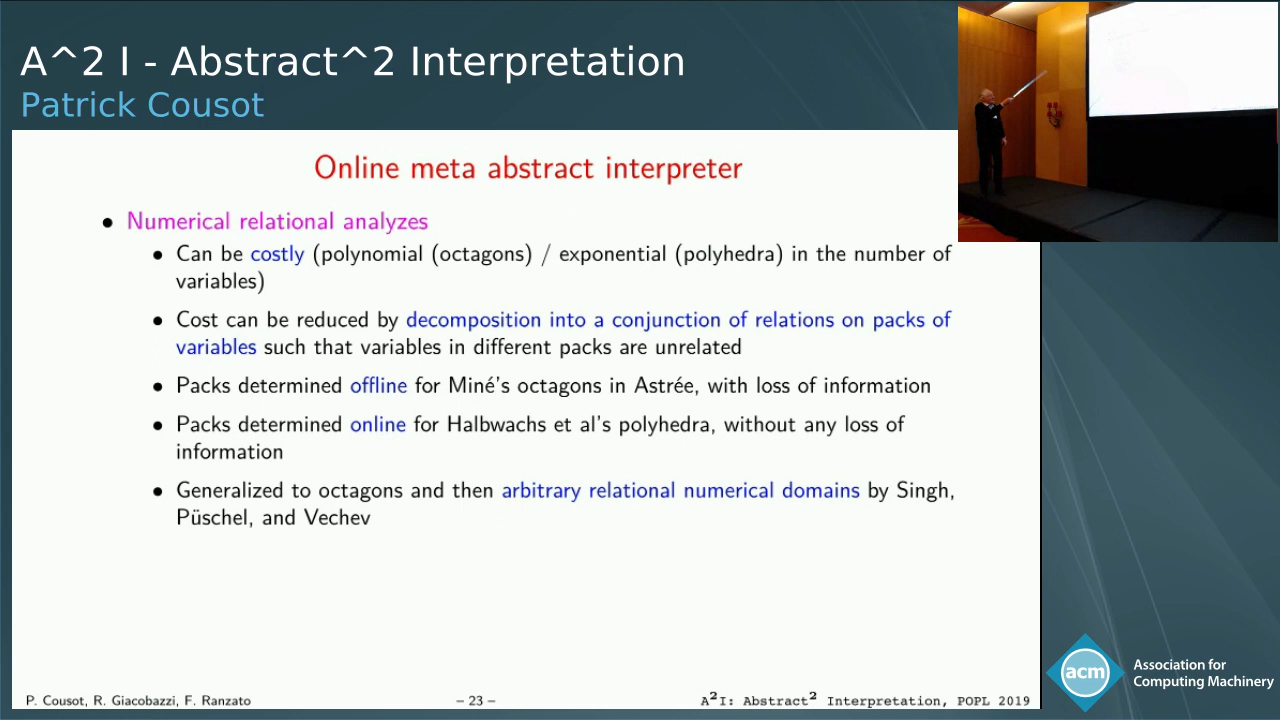 A^2 I - Abstract^2 Interpretation
Patrick Cousot
Online meta abstract interpreter
• Numerical relational analyzes
• Can be costly (polynomial (octagons) / exponential (polyhedra) in the number of
variables)
• Cost can be reduced by decomposition into a conjunction of relations on packs of
variables such that variables in different packs are unrelated
• Packs determined offline for Miné's octagons in Astrée, with loss of information
• Packs determined online for Halbwachs et al's polyhedra, without any loss of
information
• Generalized to octagons and then arbitrary relational numerical domains by Singh,
Püschel, and Vechev
P. Cousot, R. Giacobazzi, F. Ranzato
– 23 –
A²I: Abstract² Interpretation, POPL 2019
acm
Association for
Computing Machinery